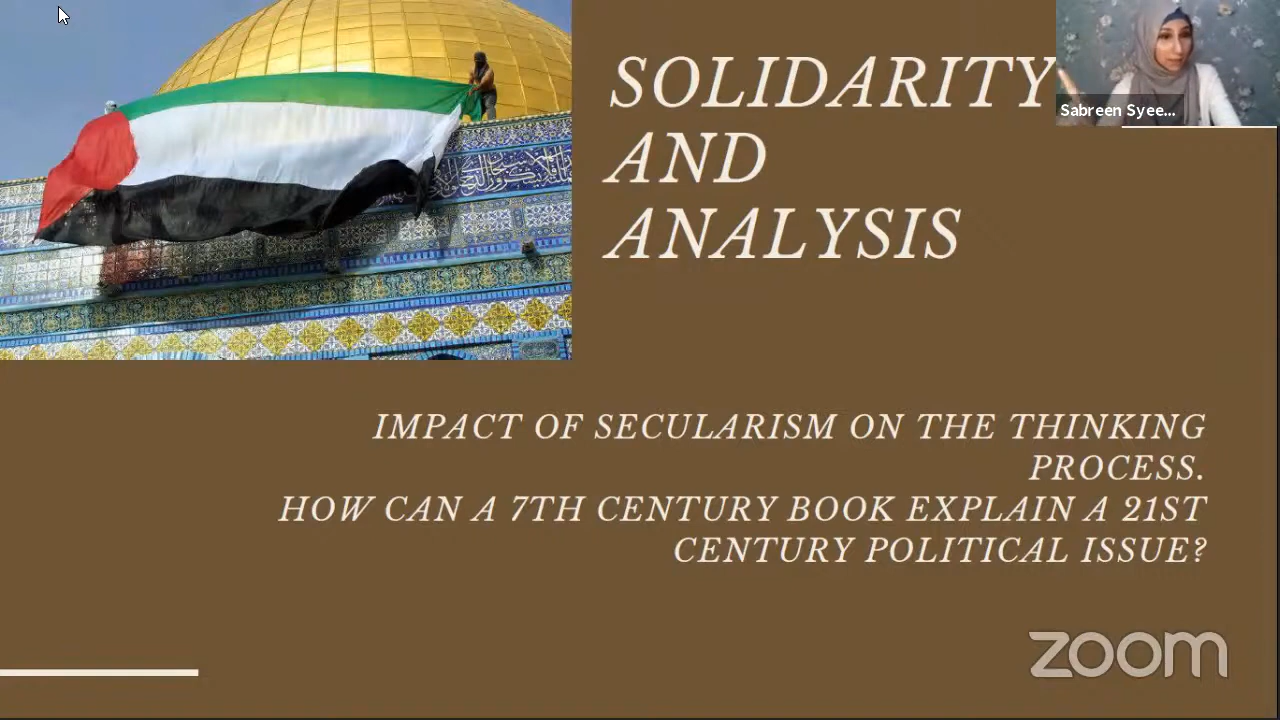 SOLIDARITY
AND
ANALYSIS
Sabreen Syee...
IMPACT OF SECULARISM ON THE THINKING
PROCESS.
HOW CAN A 7TH CENTURY BOOK EXPLAIN A 21ST
CENTURY POLITICAL ISSUE?
zoom